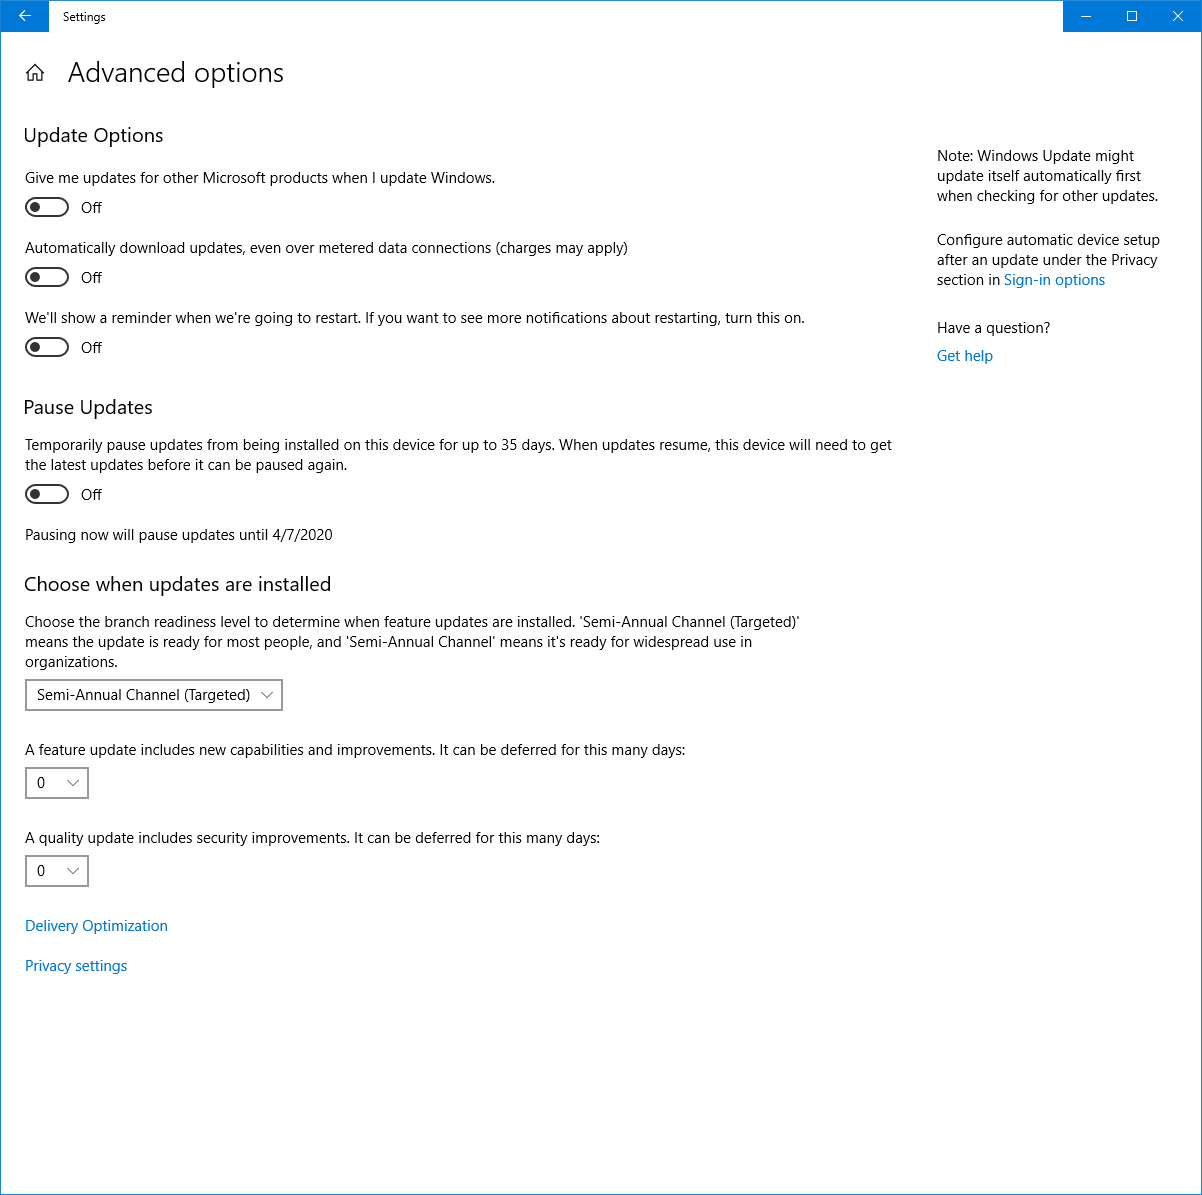 Settings
Advanced options
Update Options
Give me updates for other Microsoft products when I update Windows.
Off
Automatically download updates, even over metered data connections (charges may apply)
Off
We'll show a reminder when we're going to restart. If you want to see more notifications about restarting, turn this on.
Off
Pause Updates
Temporarily pause updates from being installed on this device for up to 35 days. When updates resume, this device will need to get
the latest updates before it can be paused again.
Off
Pausing now will pause updates until 4/7/2020
Choose when updates are installed
Choose the branch readiness level to determine when feature updates are installed. 'Semi-Annual Channel (Targeted)'
means the update is ready for most people, and 'Semi-Annual Channel' means it's ready for widespread use in
organizations.
Semi-Annual Channel (Targeted)
A feature update includes new capabilities and improvements. It can be deferred for this many days:
0
A quality update includes security improvements. It can be deferred for this many days:
0
Delivery Optimization
Privacy settings
Note: Windows Update might
update itself automatically first
when checking for other updates.
Configure automatic device setup
after an update under the Privacy
section in Sign-in options
Have a question?
Get help